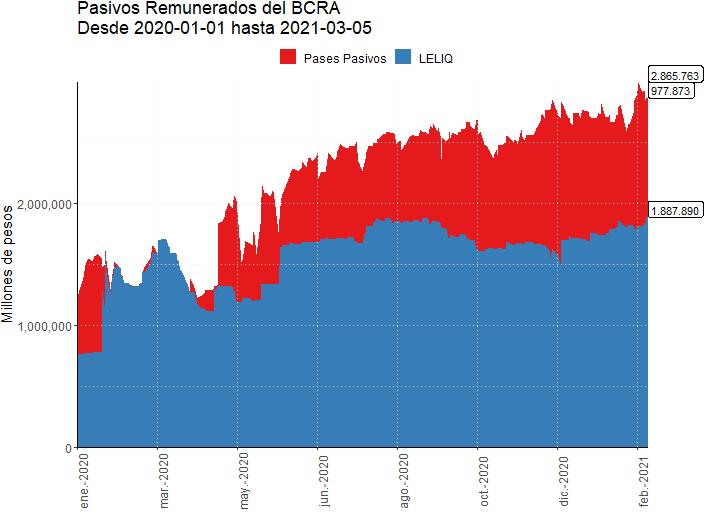 Pasivos Remunerados del BCRA
Desde 2020-01-01 hasta 2021-03-05
Pases Pasivos LELIQ
2.865.763
977.873
1.887.890
Millones de pesos
2,000,000
1,000,000
0
ene.-2020
mar.-2020
may.-2020
jun.-2020
ago.-2020
oct.-2020
dic.-2020
feb.-2021